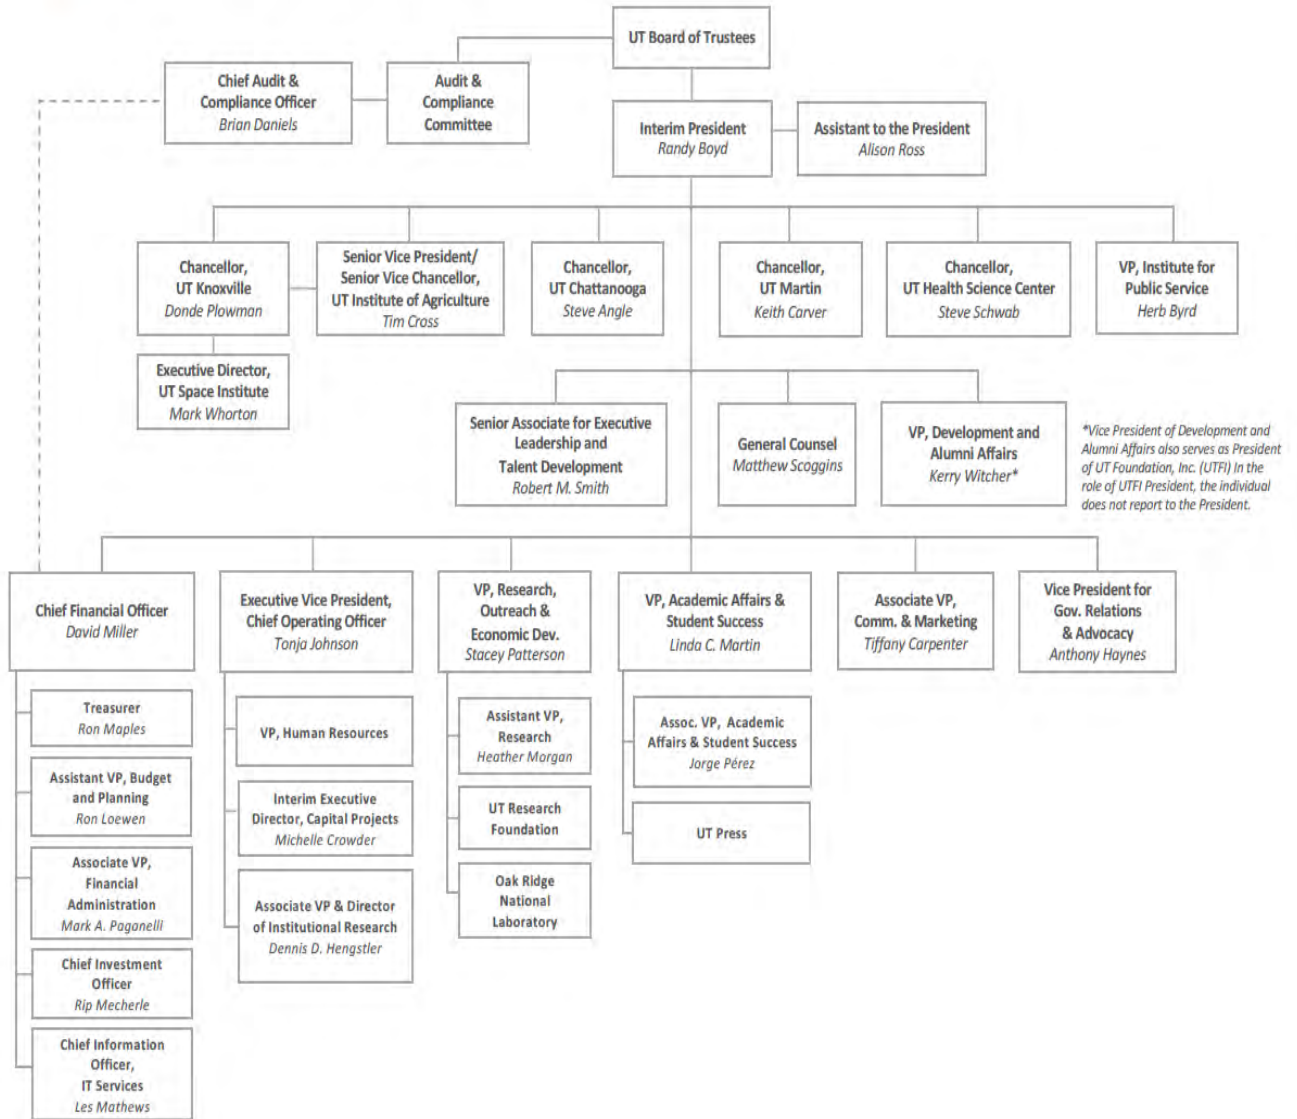 UT Board of Trustees
Chief Audit &
Compliance Officer
Brian Daniels
Audit &
Compliance
Committee
Interim President
Randy Boyd
Assistant to the President
Alison Ross
Chancellor,
UT Knoxville
Donde Plowman
Senior Vice President/
Senior Vice Chancellor,
UT Institute of Agriculture
Tim Cross
Chancellor,
UT Chattanooga
Steve Angle
Chancellor,
UT Martin
Keith Carver
Chancellor,
UT Health Science Center
Steve Schwab
VP, Institute for
Public Service
Herb Byrd
Executive Director,
UT Space Institute
Mark Whorton
Senior Associate for Executive
Leadership and
Talent Development
Robert M. Smith
General Counsel
Matthew Scoggins
VP, Development and
Alumni Affairs
Kerry Witcher*
*Vice President of Development and
Alumni Affairs also serves as President
of UT Foundation, Inc. (UTFI) In the
role of UTFI President, the individual
does not report to the President.
Chief Financial Officer
David Miller
Executive Vice President,
Chief Operating Officer
Tonja Johnson
VP, Research,
Outreach &
Economic Dev.
Stacey Patterson
VP, Academic Affairs &
Student Success
Linda C. Martin
Associate VP,
Comm. & Marketing
Tiffany Carpenter
Vice President for
Gov. Relations
& Advocacy
Anthony Haynes
Treasurer
Ron Maples
Assistant VP, Budget
and Planning
Ron Loewen
Associate VP,
Financial
Administration
Mark A. Paganelli
Chief Investment
Officer
Rip Mecherle
Chief Information
Officer,
IT Services
Les Mathews
VP, Human Resources
Interim Executive
Director, Capital Projects
Michelle Crowder
Associate VP & Director
of Institutional Research
Dennis D. Hengstler
Assistant VP,
Research
Heather Morgan
UT Research
Foundation
Oak Ridge
National
Laboratory
Assoc. VP, Academic
Affairs & Student Success
Jorge Pérez
UT Press